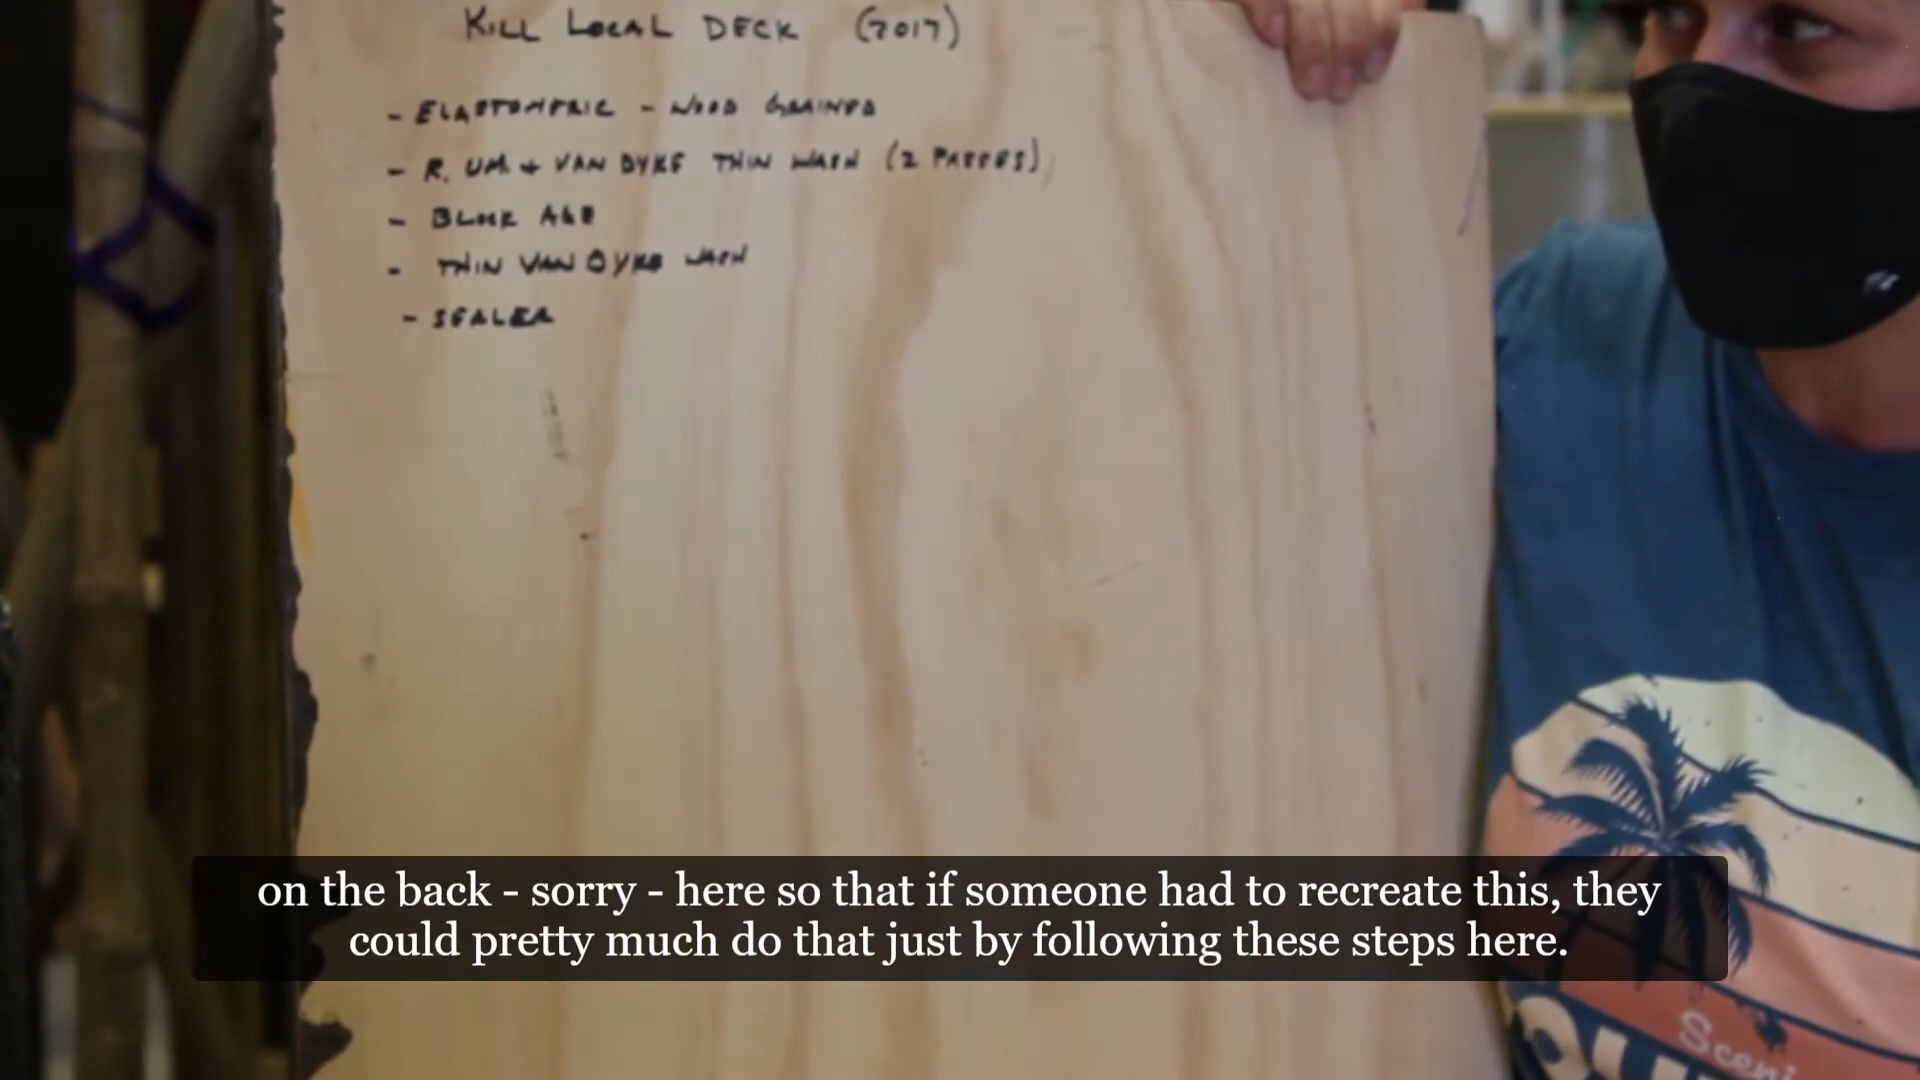 KILL LOCAL DECK (2017)
- ELASTOMERIC - WOOD GRAINED
- R. UM. + VAN DYKE THIN WASH (2 PASSES)
- BLOCK AGE
- THIN VAN DYKE WASH
- SEALER
on the back - sorry - here so that if someone had to recreate this, they
could pretty much do that just by following these steps here.